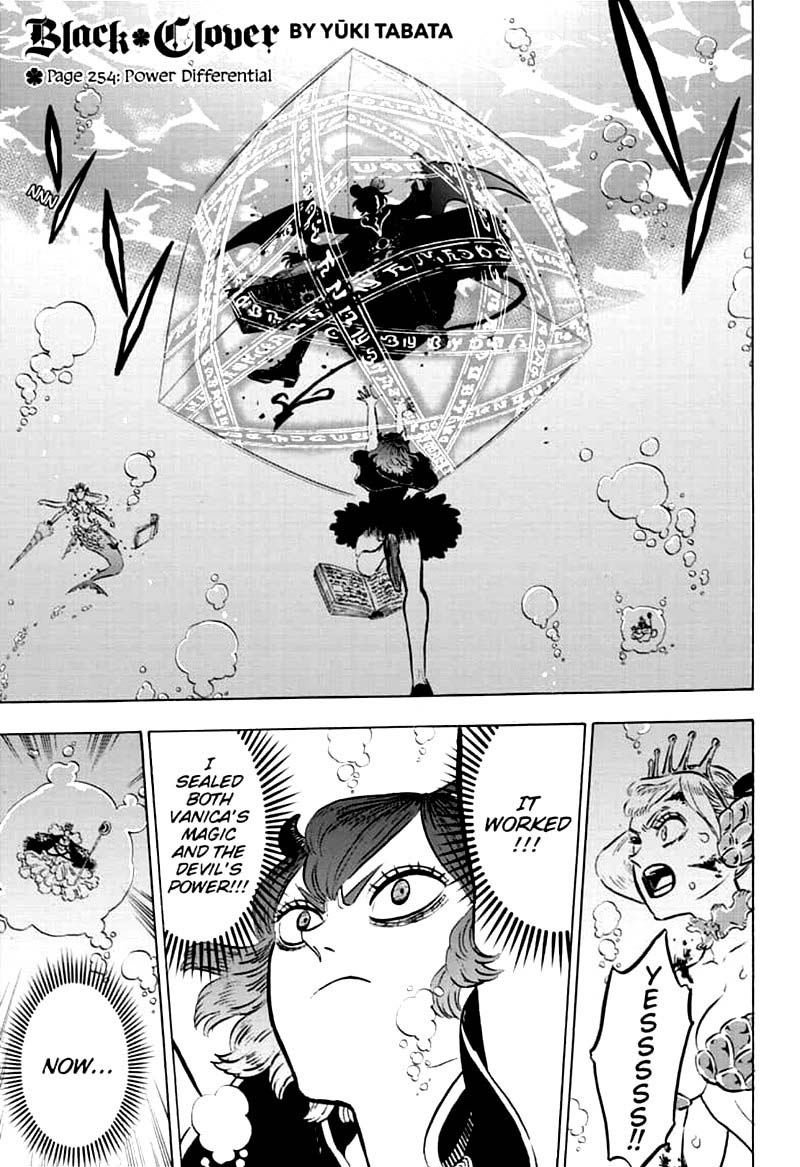 Black Clover BY YŪKI TABATA
Page 254: Power Differential
NNN
YESSSSSS!!
IT
WORKED
!!!
I
SEALED
BOTH
VANICA'S
MAGIC
AND THE
DEVIL'S
POWER!!!
NOW...